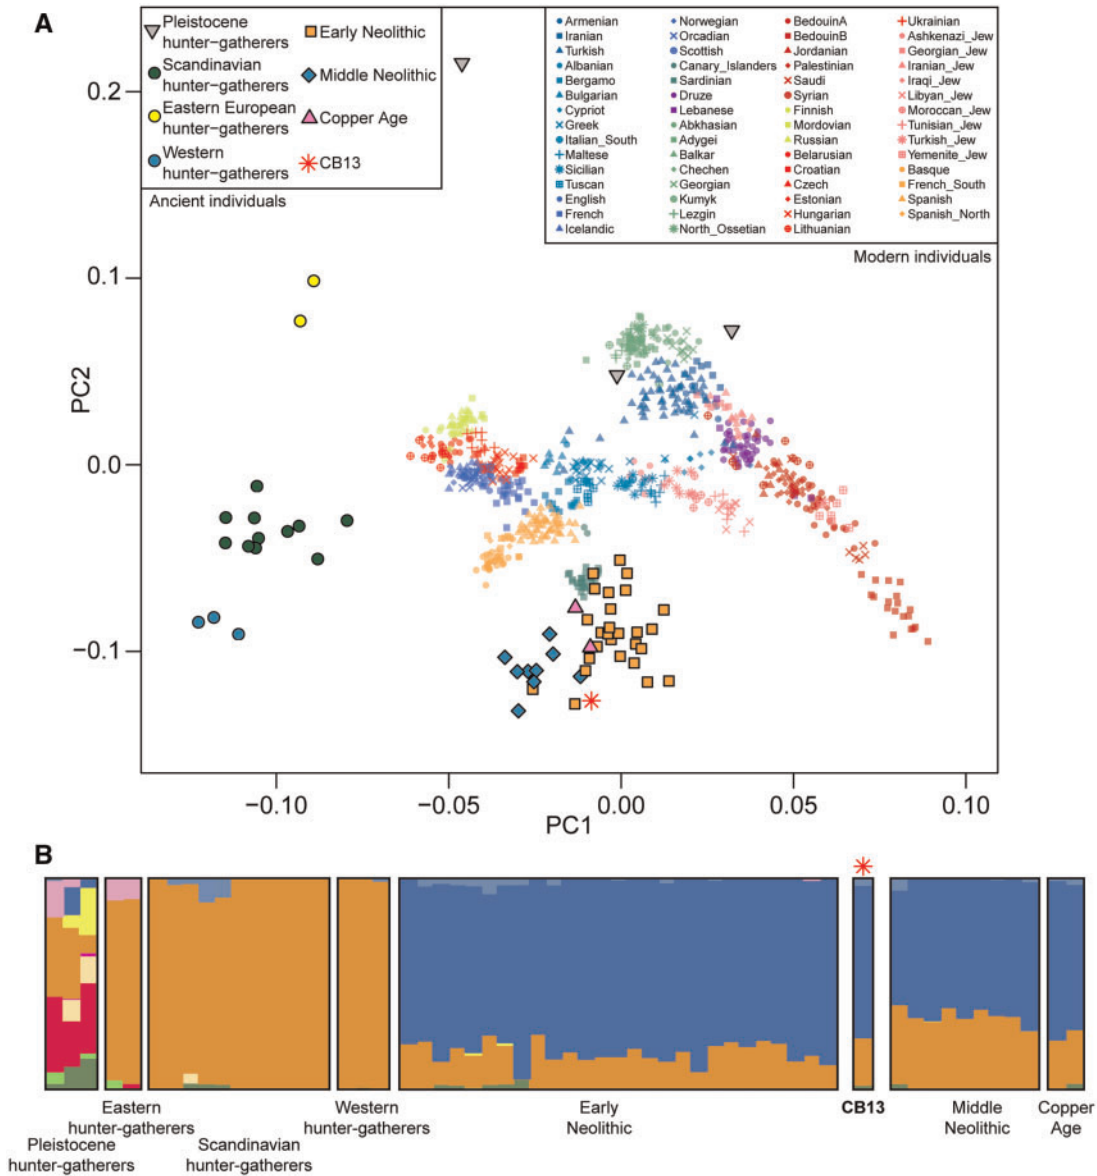 A
Pleistocene
hunter-gatherers
Scandinavian
hunter-gatherers
Eastern European
hunter-gatherers
Western
hunter-gatherers
Early Neolithic
Middle Neolithic
Copper Age
CB13
Ancient individuals
Armenian
Iranian
Turkish
Albanian
Bergamo
Bulgarian
Cypriot
Greek
Italian_South
Maltese
Sicilian
Tuscan
English
French
Icelandic
Norwegian
Orcadian
Scottish
Canary_Islanders
Sardinian
Druze
Lebanese
Abkhasian
Adygei
Balkar
Chechen
Georgian
Kumyk
Lezgin
North_Ossetian
BedouinA
BedouinB
Jordanian
Palestinian
Saudi
Syrian
Finnish
Mordovian
Russian
Belarusian
Croatian
Czech
Estonian
Hungarian
Lithuanian
Ukrainian
Ashkenazi_Jew
Georgian_Jew
Iranian_Jew
Iraqi_Jew
Libyan_Jew
Moroccan_Jew
Tunisian_Jew
Turkish_Jew
Yemenite_Jew
Basque
French_South
Spanish
Spanish_North
Modern individuals
PC2
0.2
0.1
0.0
−0.1
−0.10
−0.05
0.00
0.05
0.10
PC1
B
Eastern
hunter-gatherers
Western
hunter-gatherers
Early
Neolithic
CB13
Middle
Neolithic
Copper
Age
Pleistocene
hunter-gatherers
Scandinavian
hunter-gatherers